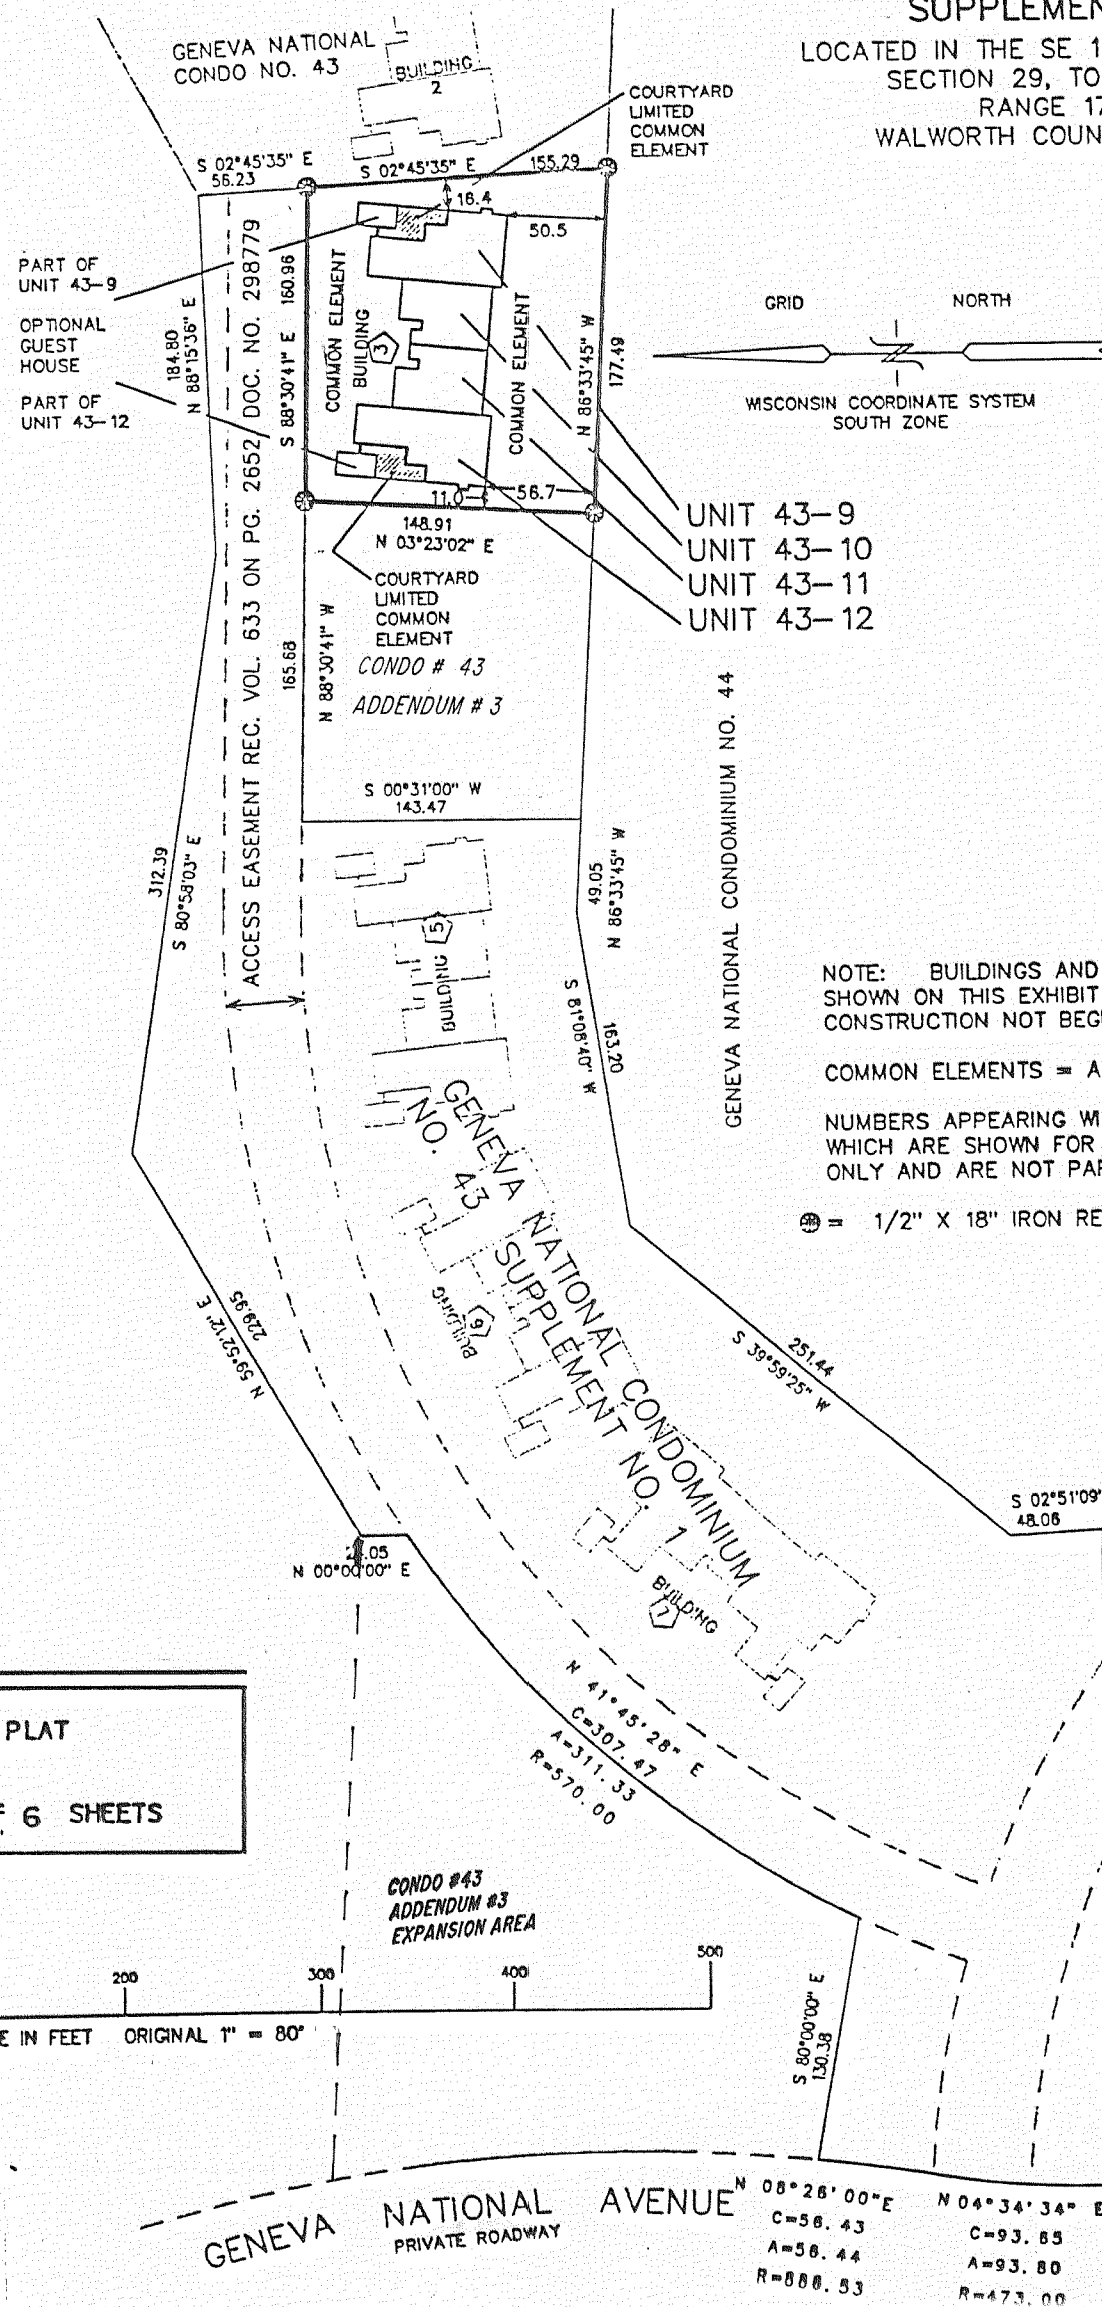 SUPPLEMEN
LOCATED IN THE SE 1
SECTION 29, TO
RANGE 17
WALWORTH COUN
GENEVA NATIONAL
CONDO NO. 43
BUILDING
2
COURTYARD
LIMITED
COMMON
ELEMENT
S 02°45'35" E
56.23
S 02°45'35" E
155.29
16.4
50.5
PART OF
UNIT 43-9
OPTIONAL
GUEST
HOUSE
PART OF
UNIT 43-12
184.80
N 88°15'36" E
ACCESS EASEMENT REC. VOL. 633 ON PG. 2652 DOC. NO. 298779
160.96
S 88°30'41" E
COMMON ELEMENT
BUILDING
3
COMMON ELEMENT
N 86°33'45" W
177.49
GRID NORTH
WISCONSIN COORDINATE SYSTEM
SOUTH ZONE
11.0
56.7
148.91
N 03°23'02" E
UNIT 43-9
UNIT 43-10
UNIT 43-11
UNIT 43-12
COURTYARD
LIMITED
COMMON
ELEMENT
165.68
N 88°30'41" W
CONDO # 43
ADDENDUM # 3
S 00°31'00" W
143.47
GENEVA NATIONAL CONDOMINIUM NO. 44
312.39
S 80°58'03" E
49.05
N 86°33'45" W
BUILDING
5
S 81°08'40" W
163.20
NOTE: BUILDINGS AND
SHOWN ON THIS EXHIBIT
CONSTRUCTION NOT BEG
COMMON ELEMENTS = A
NUMBERS APPEARING WI
WHICH ARE SHOWN FOR
ONLY AND ARE NOT PAR
= 1/2" X 18" IRON RE
GENEVA NATIONAL CONDOMINIUM
NO. 43 SUPPLEMENT NO. 1
BUILDING
6
229.95
N 59°52'12" E
251.44
S 39°59'25" W
S 02°51'09"
48.06
.05
N 00°00'00" E
BUILDING
7
N 41°45'28" E
C=307.47
A=311.33
R=570.00
PLAT
6 SHEETS
CONDO #43
ADDENDUM #3
EXPANSION AREA
200 300 400 500
E IN FEET ORIGINAL 1" = 80'
S 80°00'00" E
130.38
GENEVA NATIONAL AVENUE
PRIVATE ROADWAY
N 08°26'00" E
C=56.43
A=56.44
R=886.53
N 04°34'34" E
C=93.65
A=93.80
R=473.00